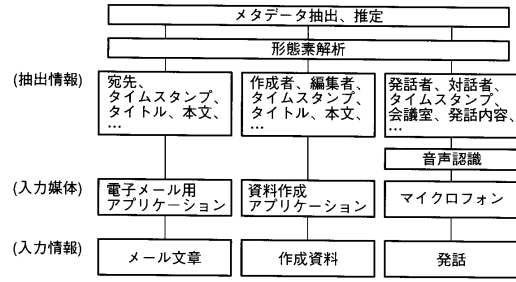 メタデータ抽出、推定
形態素解析
(抽出情報)
宛先、
タイムスタンプ、
タイトル、本文、
…
作成者、編集者、
タイムスタンプ、
タイトル、本文、
…
発話者、対話者、
タイムスタンプ、
会議室、発話内容、
…
音声認識
(入力媒体)
電子メール用
アプリケーション
資料作成
アプリケーション
マイクロフォン
(入力情報)
メール文章
作成資料
発話